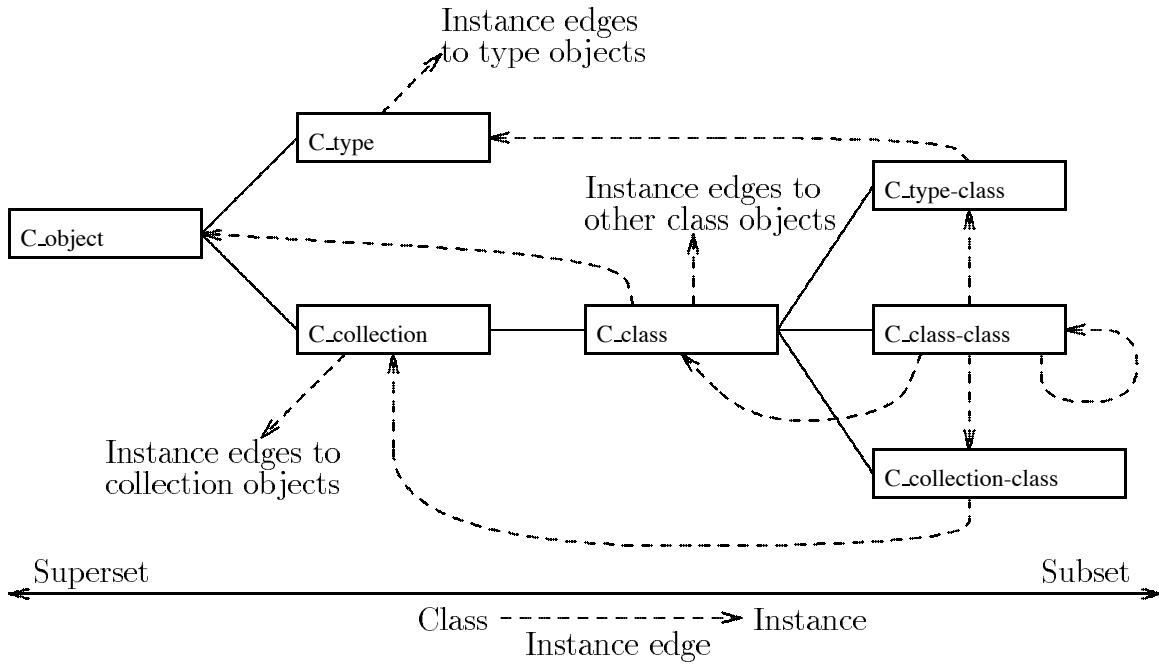 Instance edges
to type objects
C_type
C_type-class
Instance edges to
other class objects
C_object
C_collection
C_class
C_class-class
Instance edges to
collection objects
C_collection-class
Superset
Subset
Class
Instance
Instance edge